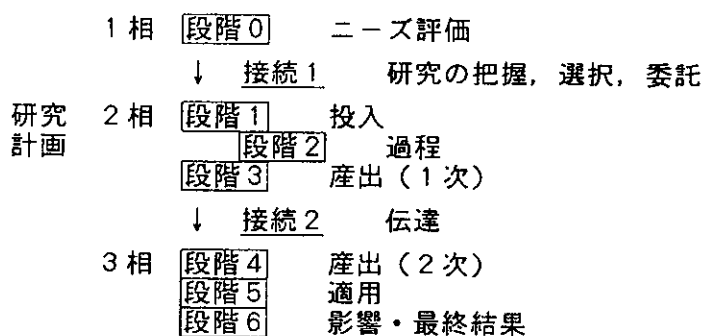 1相 段階0 ニーズ評価
↓ 接続1 研究の把握，選択，委託
研究計画 2相 段階1 投入
段階2 過程
段階3 産出（1次）
↓ 接続2 伝達
3相 段階4 産出（2次）
段階5 適用
段階6 影響・最終結果